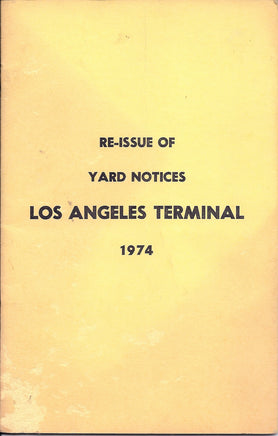 RE-ISSUE OF
YARD NOTICES
LOS ANGELES TERMINAL
1974